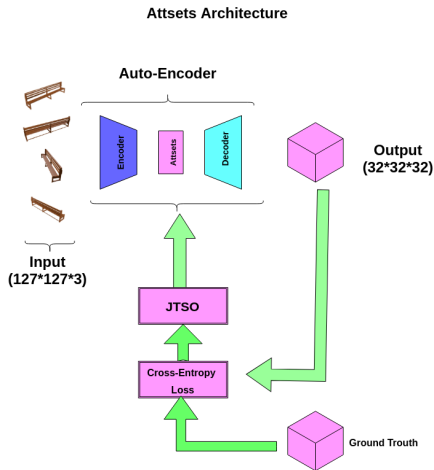 Attsets Architecture
Auto-Encoder
Encoder
Attsets
Decoder
Output
(32*32*32)
Input
(127*127*3)
JTSO
Cross-Entropy
Loss
Ground Trouth